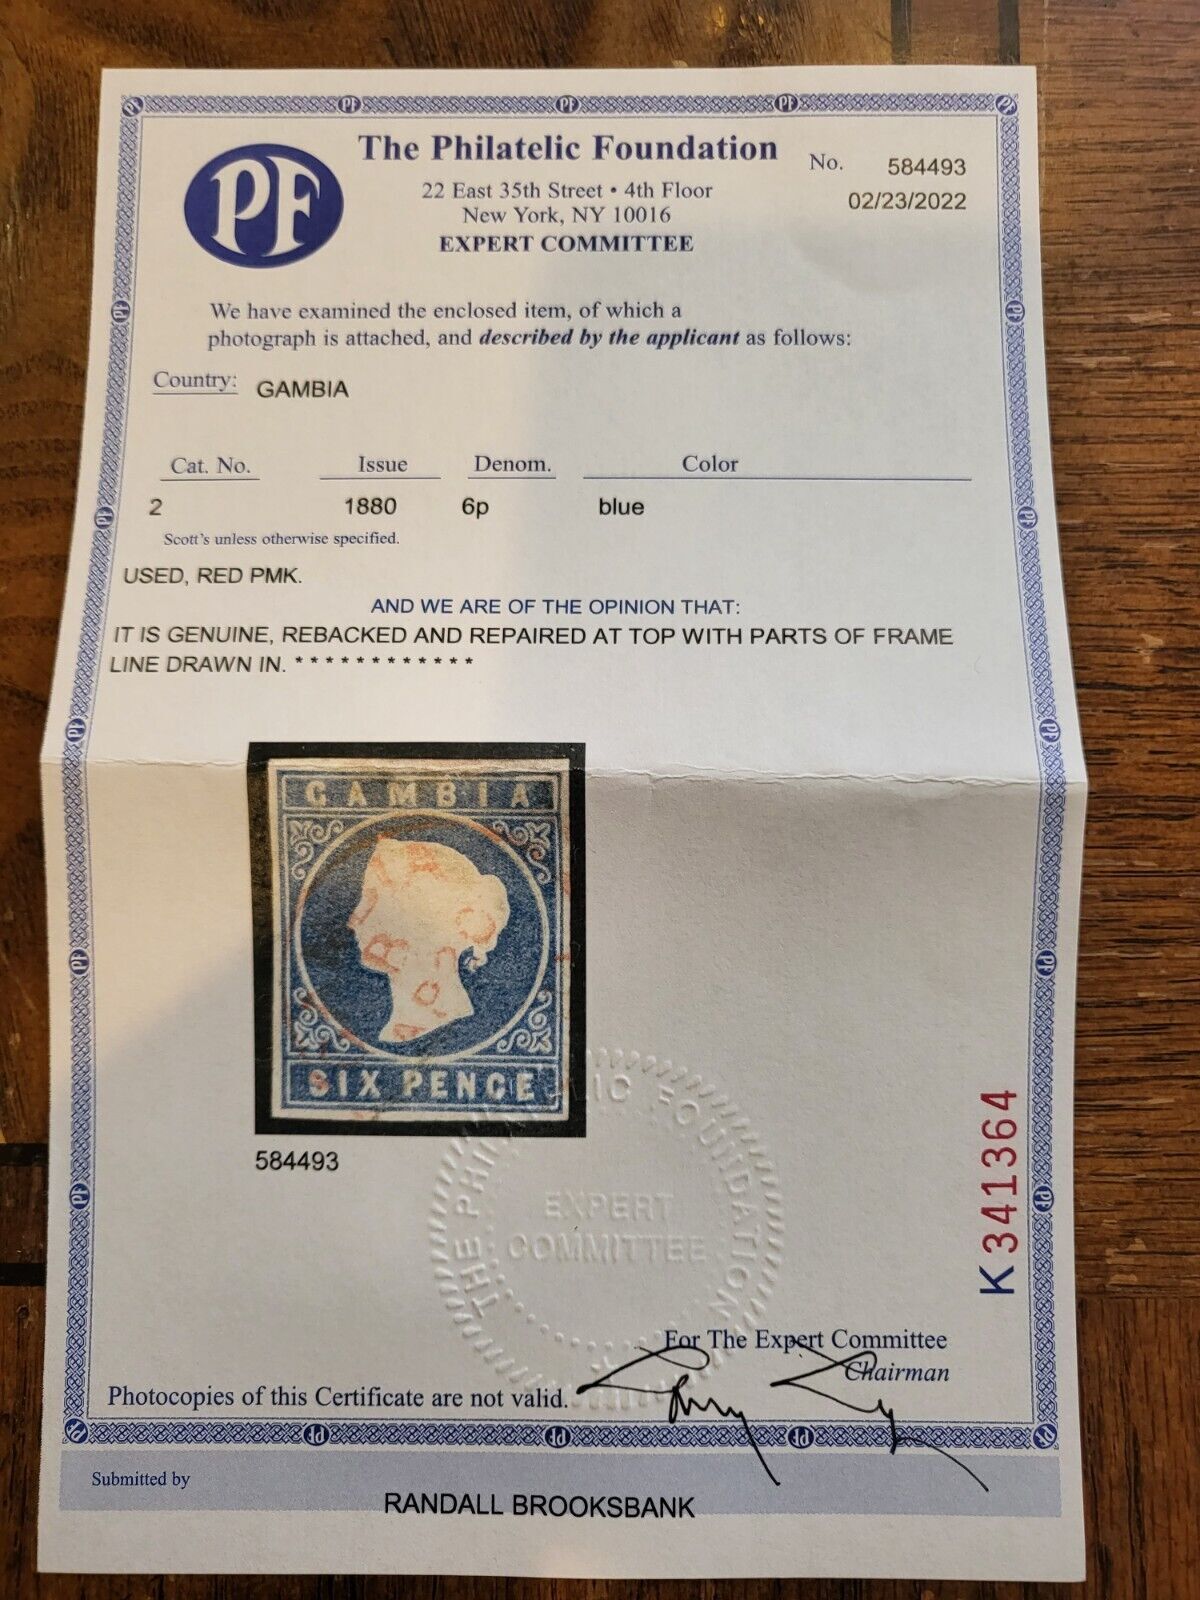 PF
The Philatelic Foundation
22 East 35th Street • 4th Floor
New York, NY 10016
EXPERT COMMITTEE
No. 584493
02/23/2022
We have examined the enclosed item, of which a
photograph is attached, and described by the applicant as follows:
Country: GAMBIA
Cat. No. Issue Denom. Color
2 1880 6p blue
Scott's unless otherwise specified.
USED, RED PMK.
AND WE ARE OF THE OPINION THAT:
IT IS GENUINE, REBACKED AND REPAIRED AT TOP WITH PARTS OF FRAME
LINE DRAWN IN. * * * * * * * * * * * *
GAMBIA
SIX PENCE
584493
THE PHILATELIC FOUNDATION
EXPERT
COMMITTEE
K 341364
For The Expert Committee
Chairman
Photocopies of this Certificate are not valid.
Submitted by
RANDALL BROOKSBANK